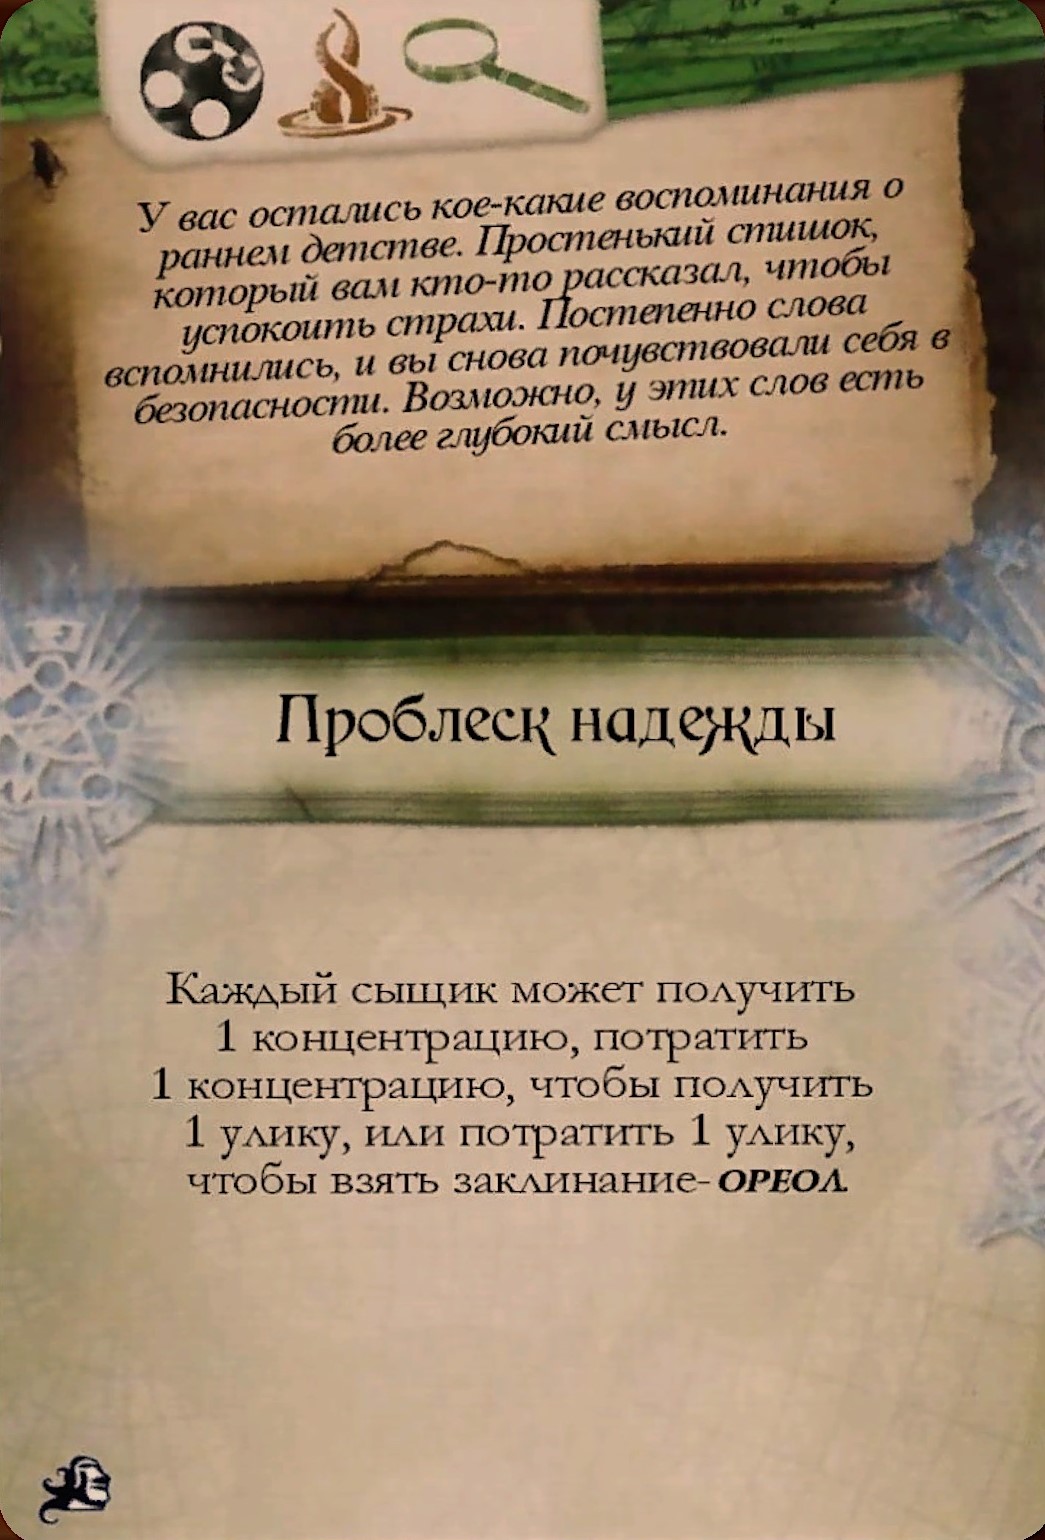 У вас остались кое-какие воспоминания о
раннем детстве. Простенький стишок,
который вам кто-то рассказал, чтобы
успокоить страхи. Постепенно слова
вспомнились, и вы снова почувствовали себя в
безопасности. Возможно, у этих слов есть
более глубокий смысл.
Проблеск надежды
Каждый сыщик может получить
1 концентрацию, потратить
1 концентрацию, чтобы получить
1 улику, или потратить 1 улику,
чтобы взять заклинание-ОРЕОЛ.